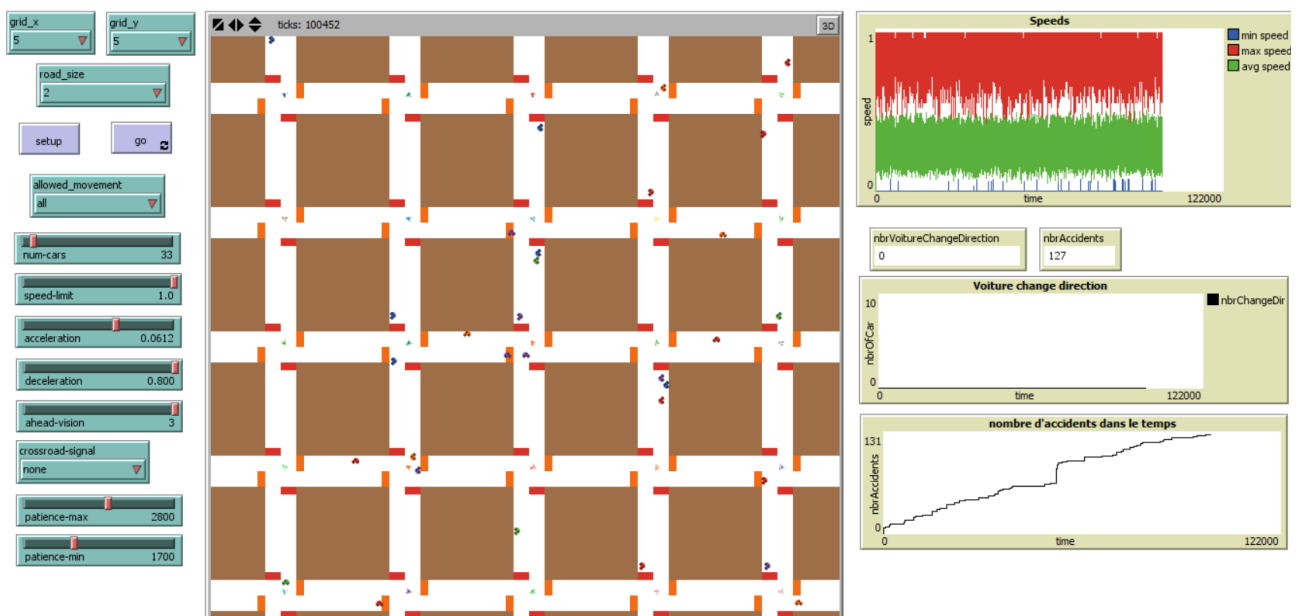 grid_x
5
grid_y
5
road_size
2
setup
go
allowed_movement
all
num-cars 33
speed-limit 1.0
acceleration 0.0612
deceleration 0.800
ahead-vision 3
crossroad-signal
none
patience-max 2800
patience-min 1700
ticks: 100452
3D
Speeds
1
speed
0
0
time
122000
min speed
max speed
avg speed
nbrVoitureChangeDirection
0
nbrAccidents
127
Voiture change direction
10
nbrOfCar
0
0
time
122000
nbrChangeDir
nombre d'accidents dans le temps
131
nbrAccidents
0
0
time
122000